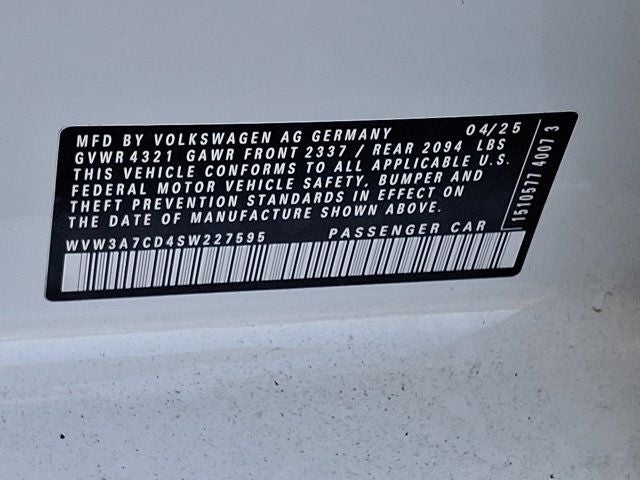 MFD BY VOLKSWAGEN AG GERMANY 04/25
GVWR 4321 GAWR FRONT 2337 / REAR 2094 LBS
THIS VEHICLE CONFORMS TO ALL APPLICABLE U.S.
FEDERAL MOTOR VEHICLE SAFETY, BUMPER AND
THEFT PREVENTION STANDARDS IN EFFECT ON
THE DATE OF MANUFACTURE SHOWN ABOVE.
WVW3A7CD4SW227595 PASSENGER CAR
1510577 4007 3